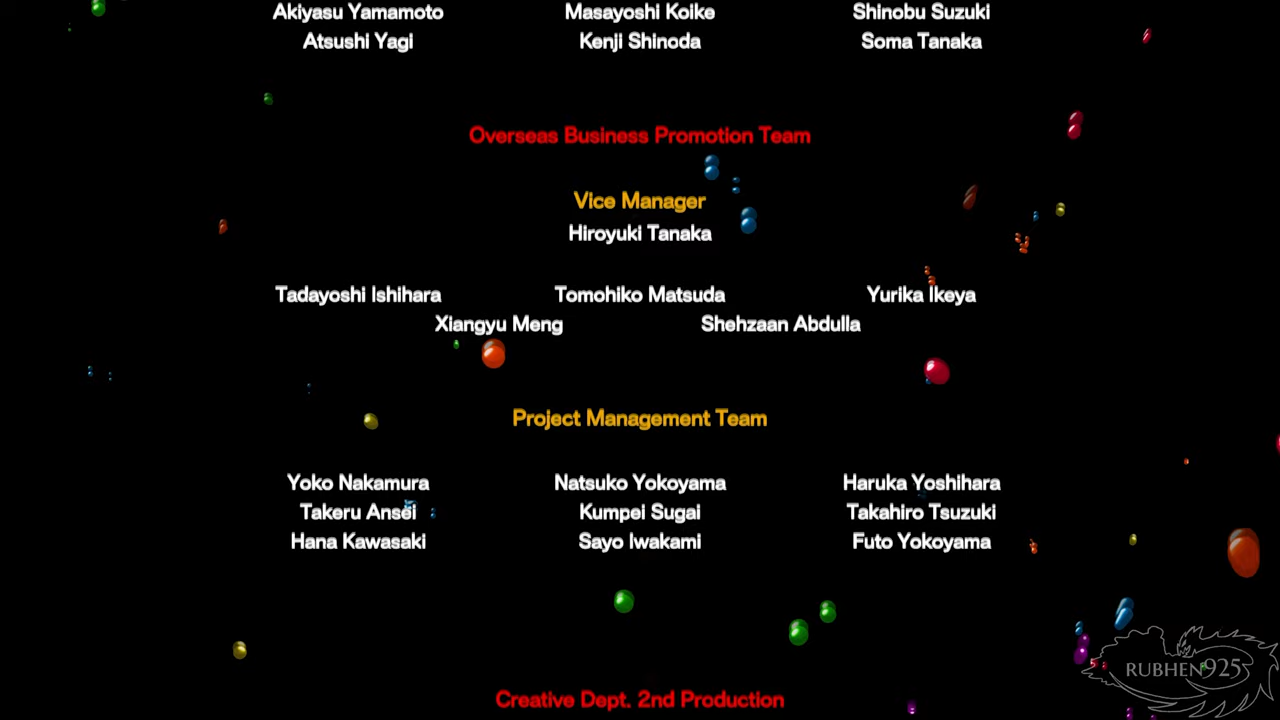 Akiyasu Yamamoto Masayoshi Koike Shinobu Suzuki
Atsushi Yagi Kenji Shinoda Soma Tanaka
Overseas Business Promotion Team
Vice Manager
Hiroyuki Tanaka
Tadayoshi Ishihara Tomohiko Matsuda Yurika Ikeya
Xiangyu Meng Shehzaan Abdulla
Project Management Team
Yoko Nakamura Natsuko Yokoyama Haruka Yoshihara
Takeru Ansei Kumpei Sugai Takahiro Tsuzuki
Hana Kawasaki Sayo Iwakami Futo Yokoyama
RUBHEN925
Creative Dept. 2nd Production